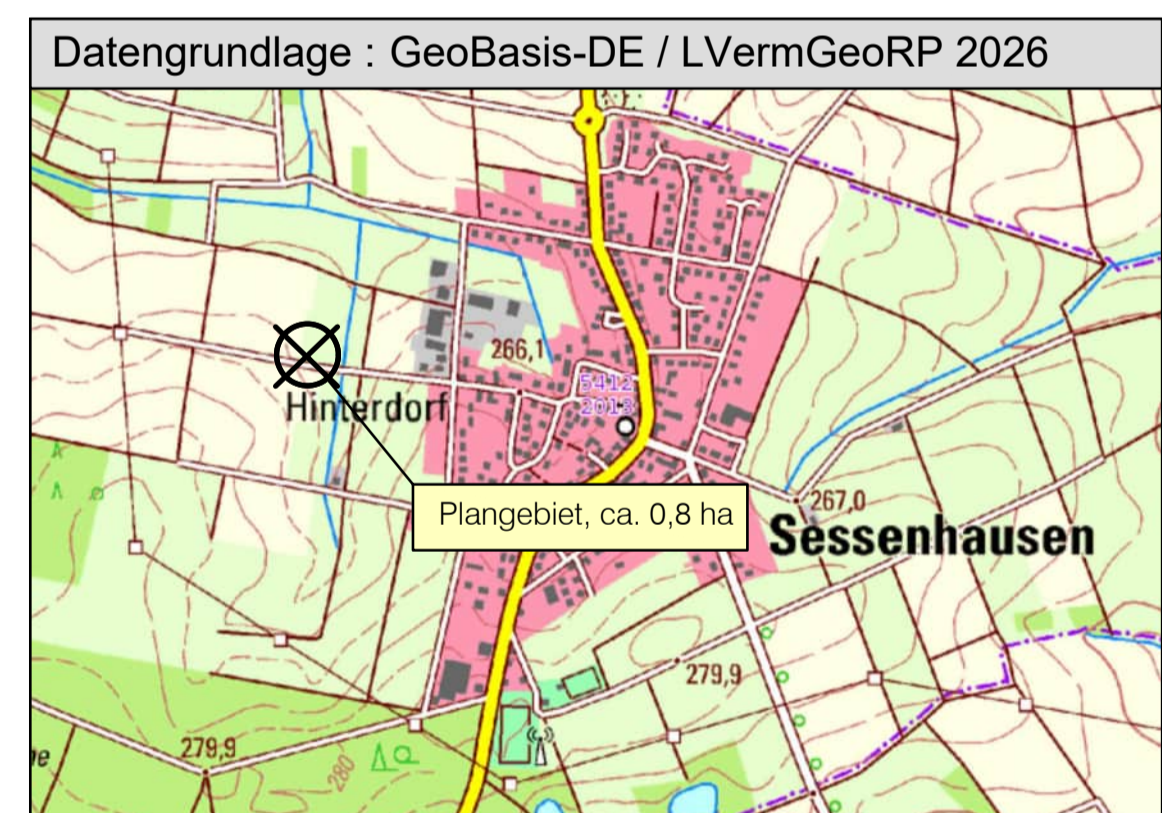 Datengrundlage : GeoBasis-DE / LVermGeoRP 2026
266,1
5412
2013
Hinterdorf
267,0
Plangebiet, ca. 0,8 ha
Sessenhausen
279,9
279,9
280